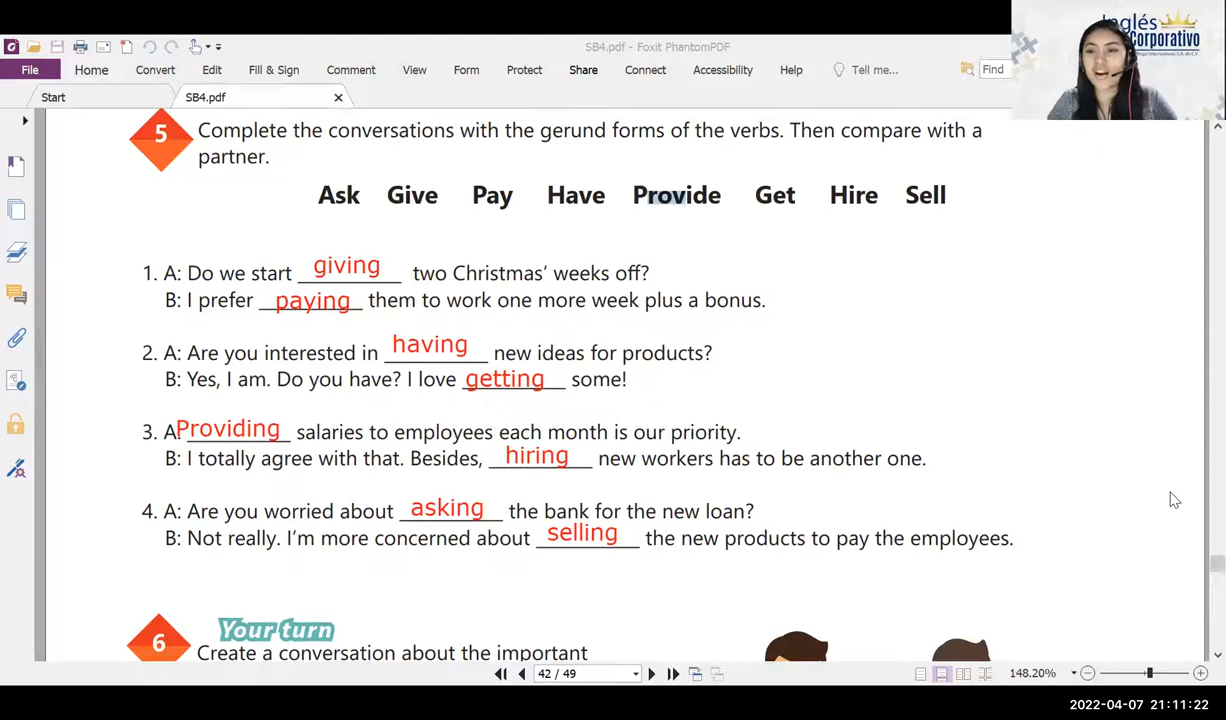 Inglés
Corporativo
SB4.pdf - Foxit PhantomPDF
File Home Convert Edit Fill & Sign Comment View Form Protect Share Connect Accessibility Help Tell me... Find
Start SB4.pdf
5 Complete the conversations with the gerund forms of the verbs. Then compare with a
partner.
Ask Give Pay Have Provide Get Hire Sell
1. A: Do we start giving two Christmas' weeks off?
B: I prefer paying them to work one more week plus a bonus.
2. A: Are you interested in having new ideas for products?
B: Yes, I am. Do you have? I love getting some!
3. A: Providing salaries to employees each month is our priority.
B: I totally agree with that. Besides, hiring new workers has to be another one.
4. A: Are you worried about asking the bank for the new loan?
B: Not really. I'm more concerned about selling the new products to pay the employees.
6 Your turn
Create a conversation about the important
42 / 49 148.20%
2022-04-07 21:11:22